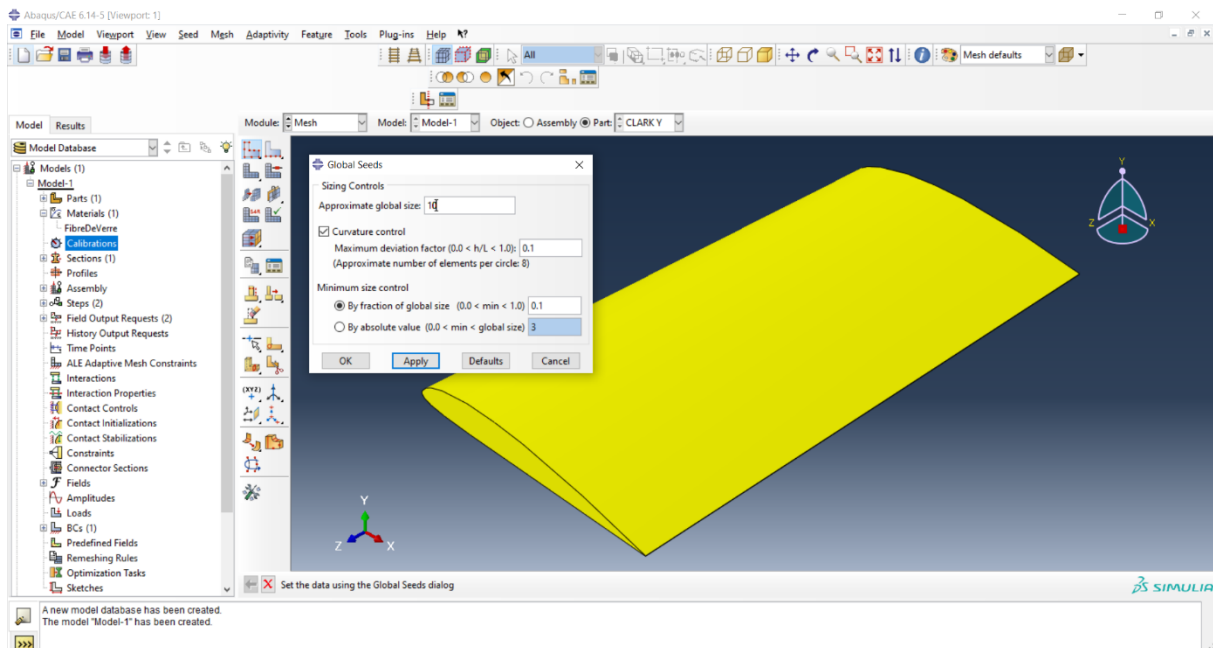 Abaqus/CAE 6.14-5 [Viewport: 1]
File Model Viewport View Seed Mesh Adaptivity Feature Tools Plug-ins Help
All
Mesh defaults
Model Results
Module: Mesh Model: Model-1 Object: Assembly Part: CLARK Y
Model Database
Models (1)
Model-1
Parts (1)
Materials (1)
FibreDeVerre
Calibrations
Sections (1)
Profiles
Assembly
Steps (2)
Field Output Requests (2)
History Output Requests
Time Points
ALE Adaptive Mesh Constraints
Interactions
Interaction Properties
Contact Controls
Contact Initializations
Contact Stabilizations
Constraints
Connector Sections
Fields
Amplitudes
Loads
BCs (1)
Predefined Fields
Remeshing Rules
Optimization Tasks
Sketches
(XYZ)
Global Seeds
Sizing Controls
Approximate global size: 10
Curvature control
Maximum deviation factor (0.0 < h/L < 1.0): 0.1
(Approximate number of elements per circle: 8)
Minimum size control
By fraction of global size (0.0 < min < 1.0) 0.1
By absolute value (0.0 < min < global size) 3
OK Apply Defaults Cancel
Y
Z X
Y
Z X
Set the data using the Global Seeds dialog
SIMULIA
A new model database has been created.
The model "Model-1" has been created.
>>>